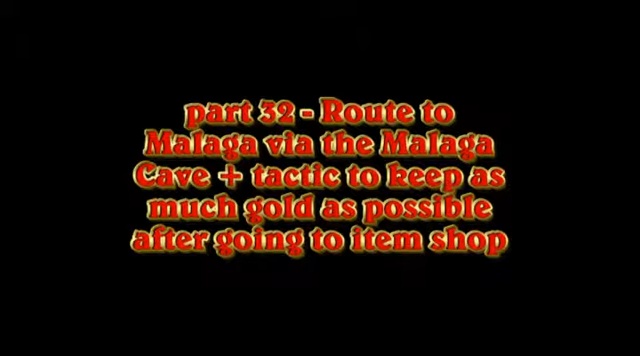 part 32 - Route to
Malaga via the Malaga
Cave + tactic to keep as
much gold as possible
after going to item shop